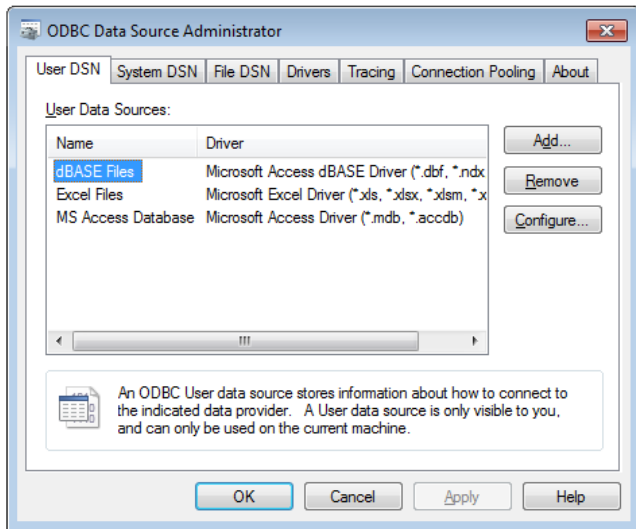 ODBC Data Source Administrator
User DSN System DSN File DSN Drivers Tracing Connection Pooling About
User Data Sources:
Name Driver
dBASE Files Microsoft Access dBASE Driver (*.dbf, *.ndx
Excel Files Microsoft Excel Driver (*.xls, *.xlsx, *.xlsm, *.x
MS Access Database Microsoft Access Driver (*.mdb, *.accdb)
Add...
Remove
Configure...
An ODBC User data source stores information about how to connect to
the indicated data provider. A User data source is only visible to you,
and can only be used on the current machine.
OK Cancel Apply Help